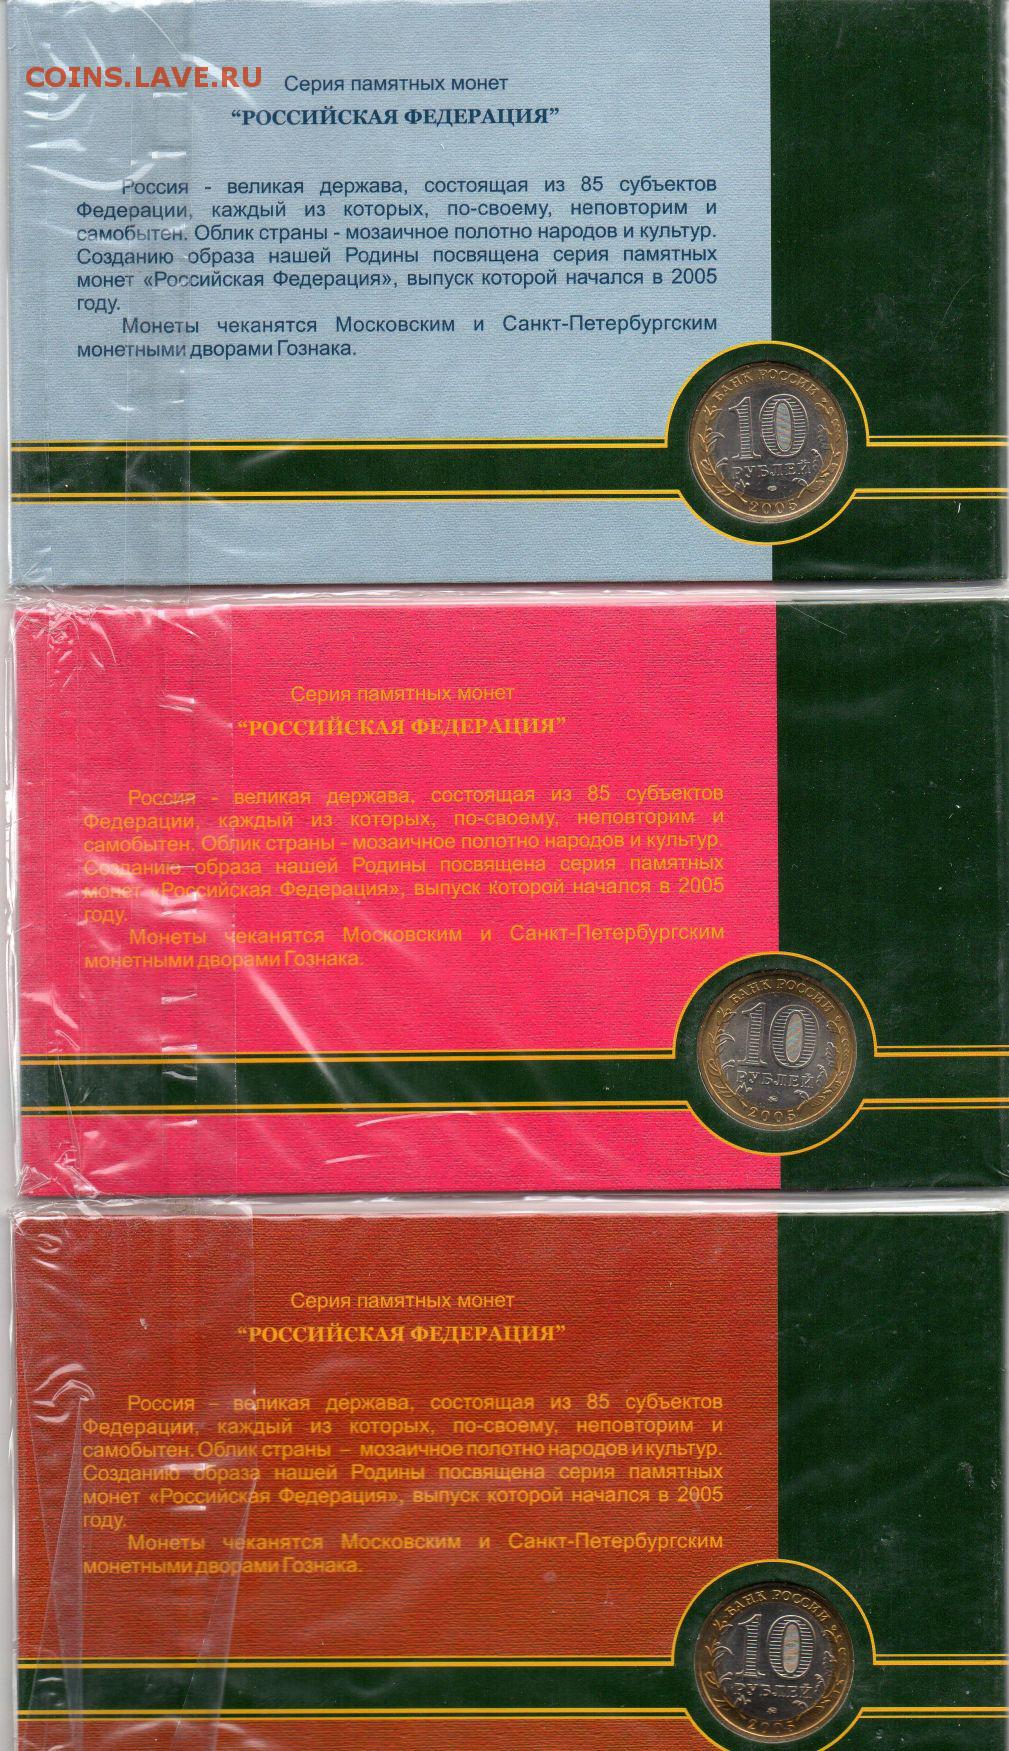 COINS.LAVE.RU
Серия памятных монет
“РОССИЙСКАЯ ФЕДЕРАЦИЯ”
Россия - великая держава, состоящая из 85 субъектов
Федерации, каждый из которых, по-своему, неповторим и
самобытен. Облик страны - мозаичное полотно народов и культур.
Созданию образа нашей Родины посвящена серия памятных
монет «Российская Федерация», выпуск которой начался в 2005
году.
Монеты чеканятся Московским и Санкт-Петербургским
монетными дворами Гознака.
БАНК РОССИИ
10
РУБЛЕЙ
2005
Серия памятных монет
“РОССИЙСКАЯ ФЕДЕРАЦИЯ”
Россия - великая держава, состоящая из 85 субъектов
Федерации, каждый из которых, по-своему, неповторим и
самобытен. Облик страны - мозаичное полотно народов и культур.
Созданию образа нашей Родины посвящена серия памятных
монет «Российская Федерация», выпуск которой начался в 2005
году.
Монеты чеканятся Московским и Санкт-Петербургским
монетными дворами Гознака.
БАНК РОССИИ
10
РУБЛЕЙ
2005
Серия памятных монет
“РОССИЙСКАЯ ФЕДЕРАЦИЯ”
Россия – великая держава, состоящая из 85 субъектов
Федерации, каждый из которых, по-своему, неповторим и
самобытен. Облик страны – мозаичное полотно народов и культур.
Созданию образа нашей Родины посвящена серия памятных
монет «Российская Федерация», выпуск которой начался в 2005
году.
Монеты чеканятся Московским и Санкт-Петербургским
монетными дворами Гознака.
БАНК РОССИИ
10
РУБЛЕЙ
2005